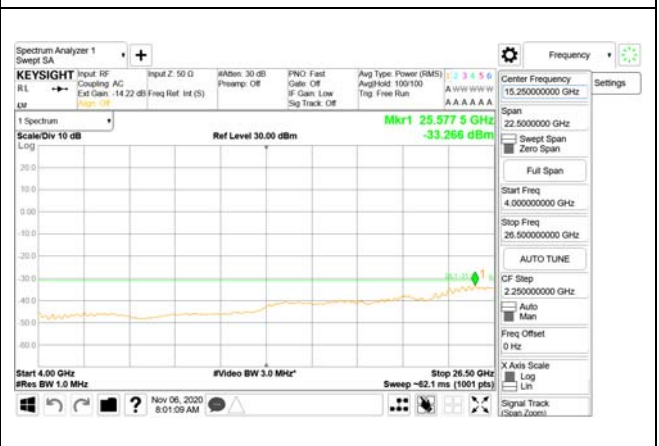 Spectrum Analyzer 1
Swept SA
+
Frequency
KEYSIGHT
RL
Input: RF
Coupling: AC
Ext Gain: -14.22 dB
Align: Off
Input Z: 50 Ω
Freq Ref: Int (S)
#Atten: 30 dB
Preamp: Off
PNO: Fast
Gate: Off
IF Gain: Low
Sig Track: Off
Avg Type: Power (RMS)
Avg|Hold: 100/100
Trig: Free Run
1 2 3 4 5 6
A W W W W W
A A A A A A
1 Spectrum
Scale/Div 10 dB
Log
Ref Level 30.00 dBm
Mkr1 25.577 5 GHz
-33.266 dBm
20.0
10.0
0.00
-10.0
-20.0
-30.0
-40.0
-50.0
-60.0
1
Start 4.00 GHz
#Res BW 1.0 MHz
#Video BW 3.0 MHz*
Stop 26.50 GHz
Sweep ~62.1 ms (1001 pts)
Center Frequency
15.250000000 GHz
Settings
Span
22.5000000 GHz
Swept Span
Zero Span
Full Span
Start Freq
4.000000000 GHz
Stop Freq
26.500000000 GHz
AUTO TUNE
CF Step
2.250000000 GHz
Auto
Man
Freq Offset
0 Hz
X Axis Scale
Log
Lin
Signal Track
(Span Zoom)
?
Nov 06, 2020
8:01:09 AM